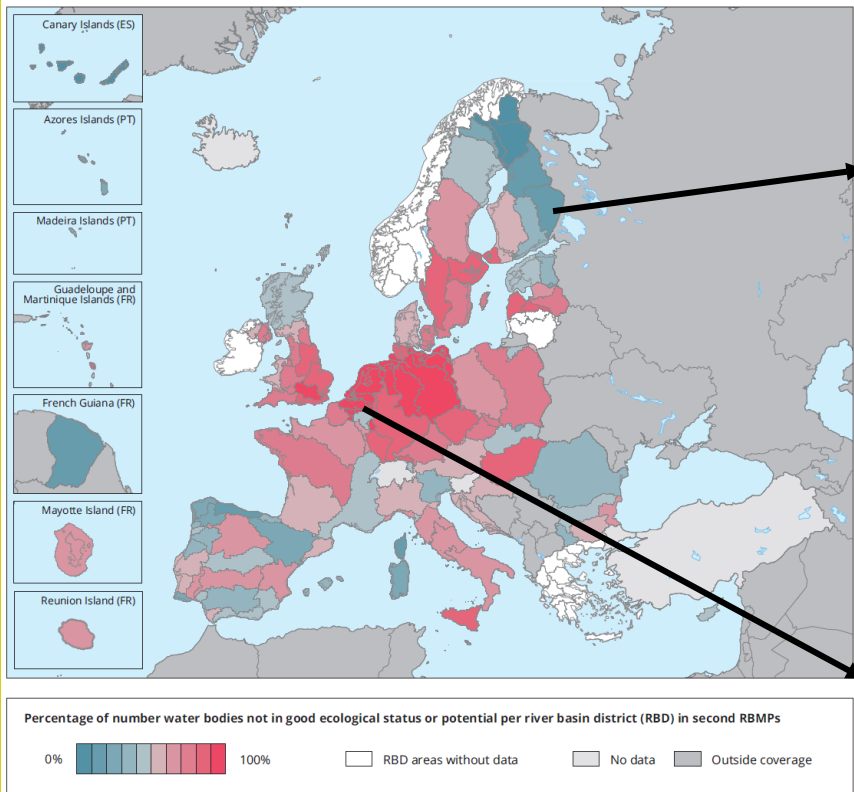 Canary Islands (ES)
Azores Islands (PT)
Madeira Islands (PT)
Guadeloupe and
Martinique Islands (FR)
French Guiana (FR)
Mayotte Island (FR)
Reunion Island (FR)
Percentage of number water bodies not in good ecological status or potential per river basin district (RBD) in second RBMPs
0% 100% RBD areas without data No data Outside coverage